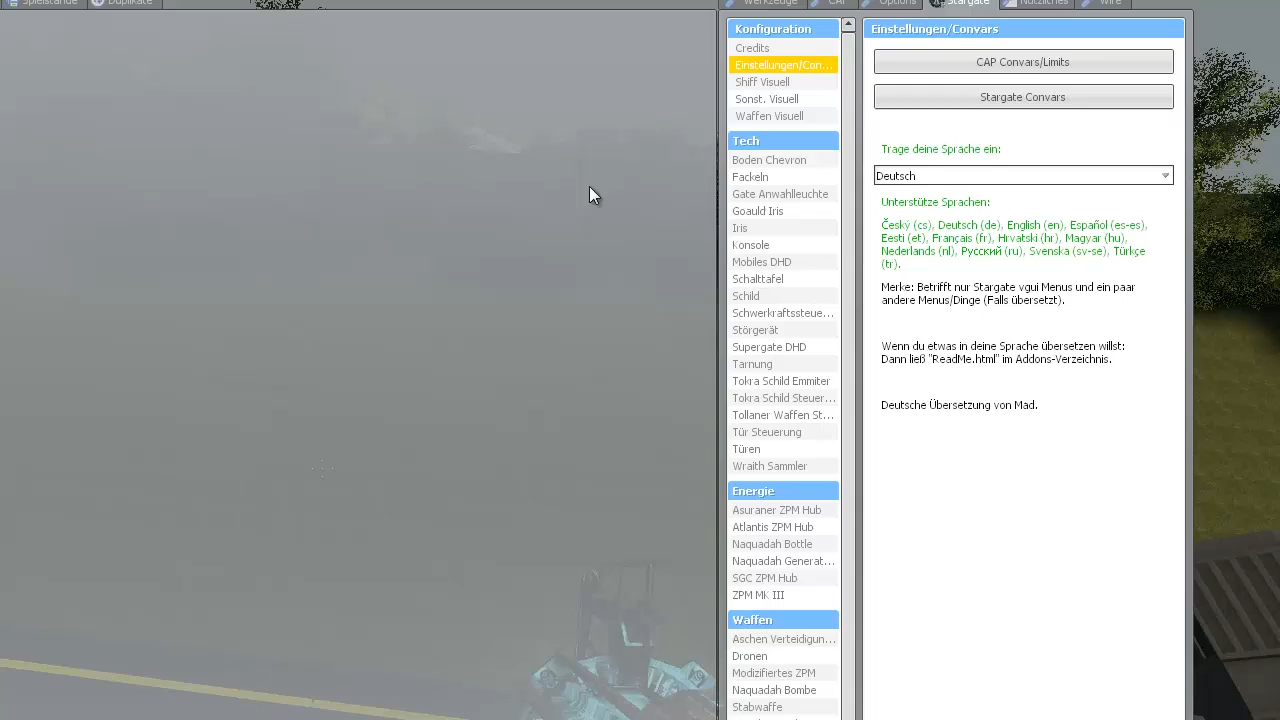 Spielstände
Duplikate
Werkzeuge
CAP
Options
Stargate
Nützliches
Wire
Konfiguration
Credits
Einstellungen/Con...
Shiff Visuell
Sonst. Visuell
Waffen Visuell
Tech
Boden Chevron
Fackeln
Gate Anwahlleuchte
Goauld Iris
Iris
Konsole
Mobiles DHD
Schalttafel
Schild
Schwerkraftssteue...
Störgerät
Supergate DHD
Tarnung
Tokra Schild Emmiter
Tokra Schild Steuer...
Tollaner Waffen St...
Tür Steuerung
Türen
Wraith Sammler
Energie
Asuraner ZPM Hub
Atlantis ZPM Hub
Naquadah Bottle
Naquadah Generat...
SGC ZPM Hub
ZPM MK III
Waffen
Aschen Verteidigun...
Dronen
Modifiziertes ZPM
Naquadah Bombe
Stabwaffe
Einstellungen/Convars
CAP Convars/Limits
Stargate Convars
Trage deine Sprache ein:
Deutsch
Unterstütze Sprachen:
Český (cs), Deutsch (de), English (en), Español (es-es),
Eesti (et), Français (fr), Hrvatski (hr), Magyar (hu),
Nederlands (nl), Русский (ru), Svenska (sv-se), Türkçe
(tr).
Merke: Betrifft nur Stargate vgui Menus und ein paar
andere Menus/Dinge (Falls übersetzt).
Wenn du etwas in deine Sprache übersetzen willst:
Dann ließ "ReadMe.html" im Addons-Verzeichnis.
Deutsche Übersetzung von Mad.